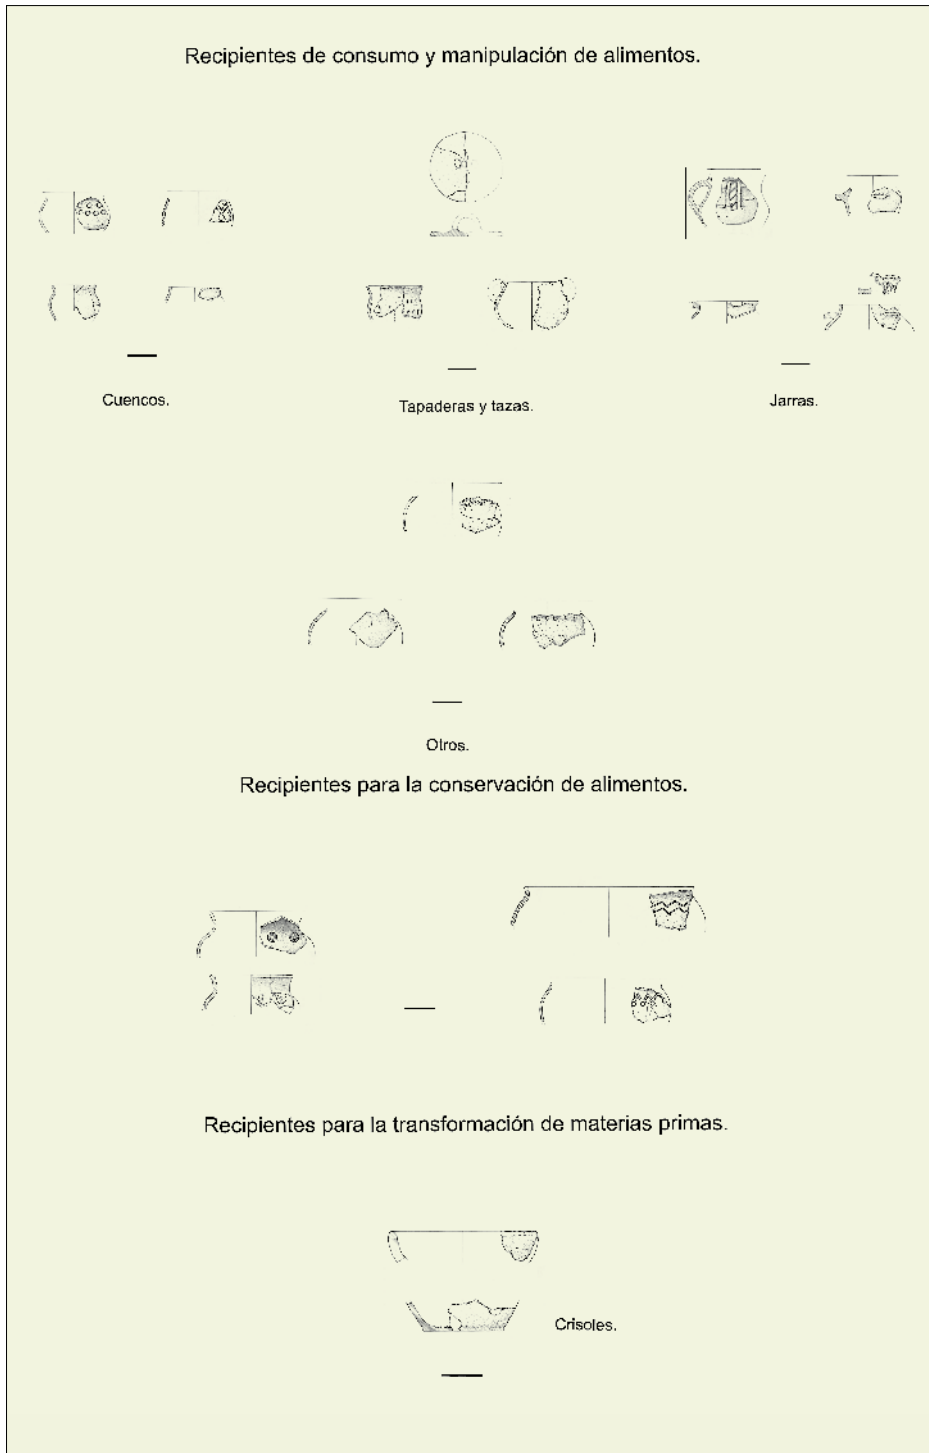 Recipientes de consumo y manipulación de alimentos.
Cuencos.
Tapaderas y tazas.
Jarras.
Otros.
Recipientes para la conservación de alimentos.
Recipientes para la transformación de materias primas.
Crisoles.